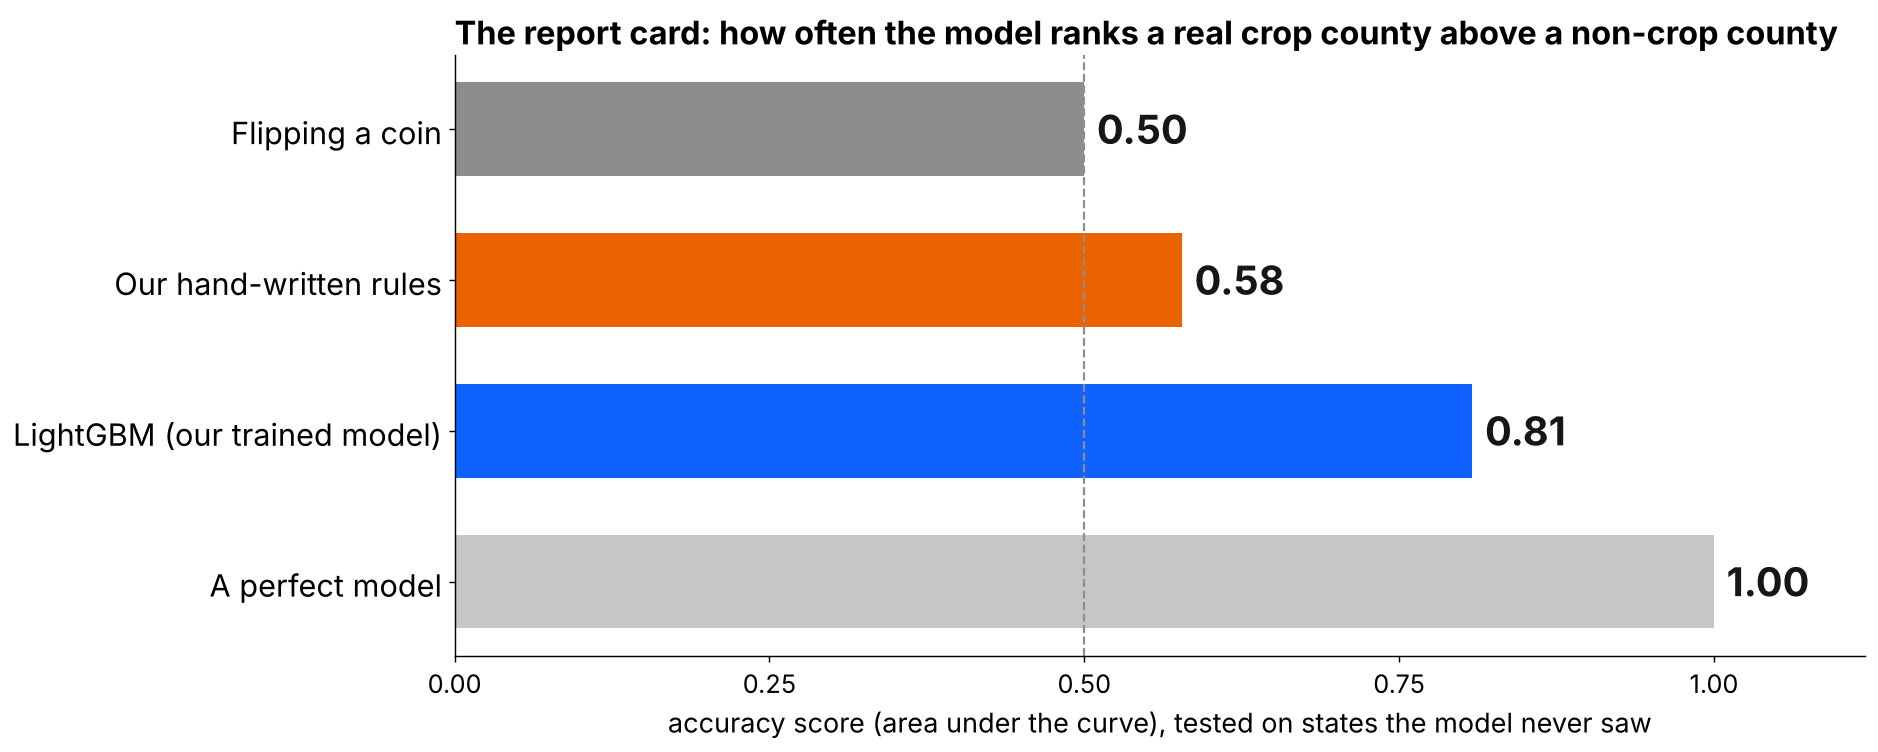 The report card: how often the model ranks a real crop county above a non-crop county
Flipping a coin
0.50
Our hand-written rules
0.58
LightGBM (our trained model)
0.81
A perfect model
1.00
0.00 0.25 0.50 0.75 1.00
accuracy score (area under the curve), tested on states the model never saw